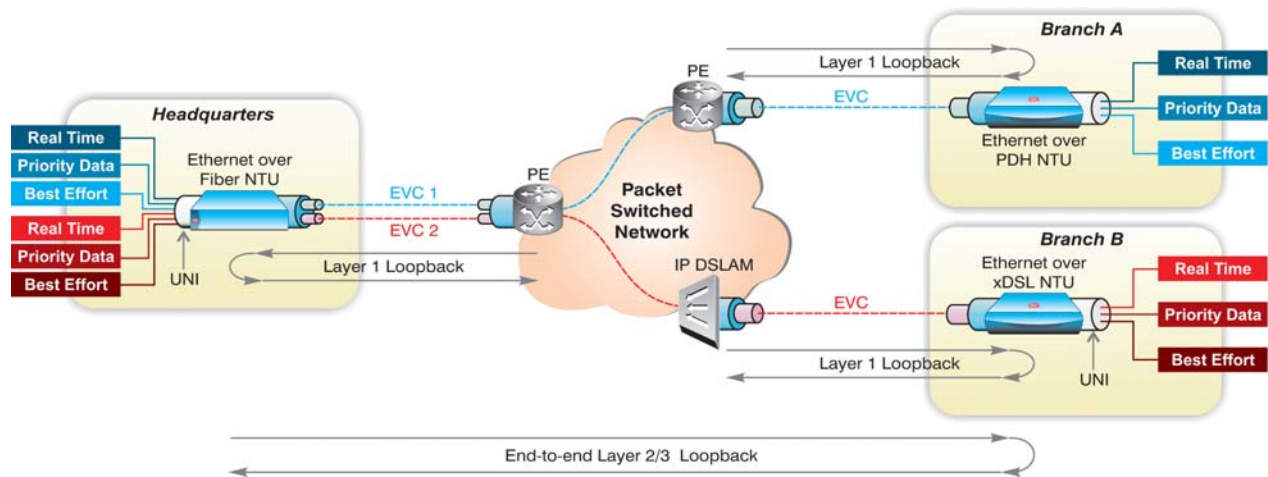 Headquarters
Real Time
Priority Data
Best Effort
Real Time
Priority Data
Best Effort
Ethernet over
Fiber NTU
UNI
EVC 1
EVC 2
Layer 1 Loopback
PE
PE
Packet
Switched
Network
IP DSLAM
Layer 1 Loopback
EVC
Branch A
Ethernet over
PDH NTU
Real Time
Priority Data
Best Effort
Branch B
Ethernet over
xDSL NTU
EVC
UNI
Real Time
Priority Data
Best Effort
Layer 1 Loopback
End-to-end Layer 2/3 Loopback